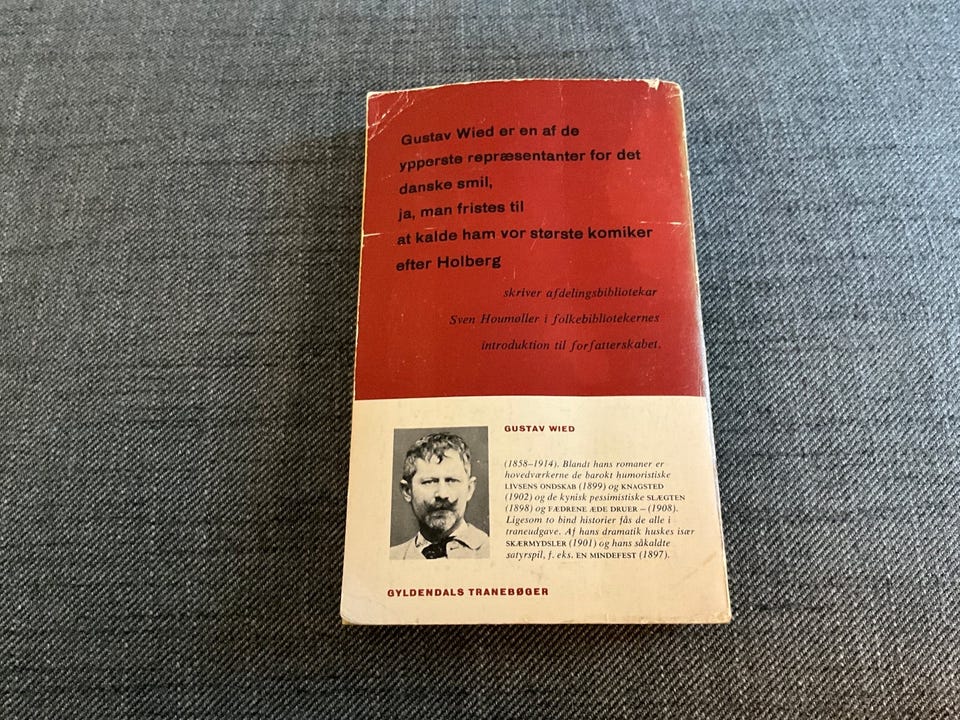 Gustav Wied er en af de
ypperste repræsentanter for det
danske smil,
ja, man fristes til
at kalde ham vor største komiker
efter Holberg
skriver afdelingsbibliotekar
Sven Houmøller i folkebibliotekernes
introduktion til forfatterskabet.
GUSTAV WIED
(1858–1914). Blandt hans romaner er
hovedværkerne de barokt humoristiske
LIVSENS ONDSKAB (1899) og KNAGSTED
(1902) og de kynisk pessimistiske SLÆGTEN
(1898) og FÆDRENE ÆDE DRUER – (1908).
Ligesom to bind historier fås de alle i
traneudgave. Af hans dramatik huskes især
SKÆRMYDSLER (1901) og hans såkaldte
satyrspil, f. eks. EN MINDEFEST (1897).
GYLDENDALS TRANEBØGER